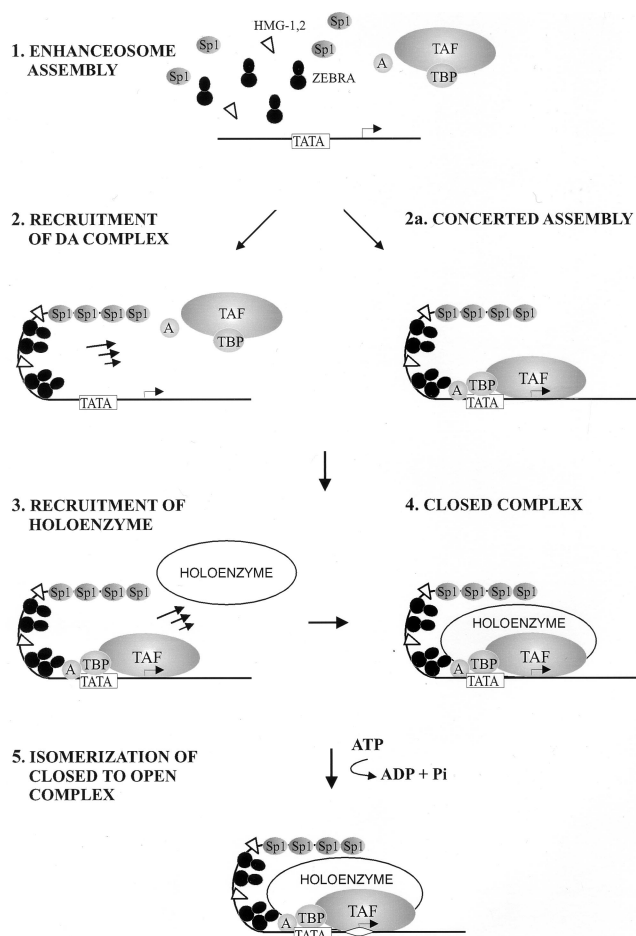 HMG-1,2
Sp1
Sp1
Sp1
Sp1
1. ENHANCEOSOME
ASSEMBLY
TAF
A
TBP
ZEBRA
TATA
2. RECRUITMENT
OF DA COMPLEX
2a. CONCERTED ASSEMBLY
Sp1 Sp1 Sp1 Sp1
A
TAF
TBP
TATA
Sp1 Sp1 Sp1 Sp1
A
TBP
TAF
TATA
3. RECRUITMENT OF
HOLOENZYME
4. CLOSED COMPLEX
HOLOENZYME
Sp1 Sp1 Sp1 Sp1
A
TBP
TAF
TATA
Sp1 Sp1 Sp1 Sp1
HOLOENZYME
A
TBP
TAF
TATA
5. ISOMERIZATION OF
CLOSED TO OPEN
COMPLEX
ATP
ADP + Pi
Sp1 Sp1 Sp1 Sp1
HOLOENZYME
A
TBP
TAF
TATA